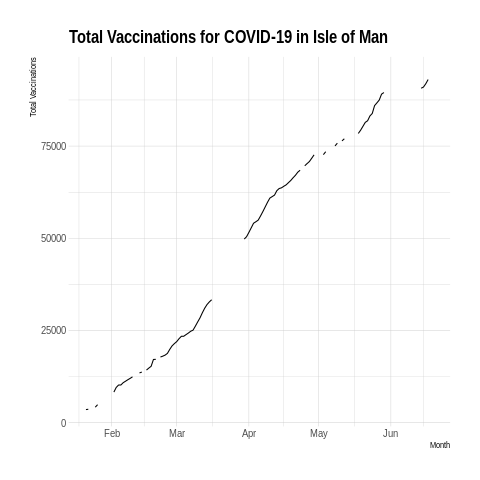 Total Vaccinations for COVID-19 in Isle of Man
Total Vaccinations
75000
50000
25000
0
Feb Mar Apr May Jun
Month